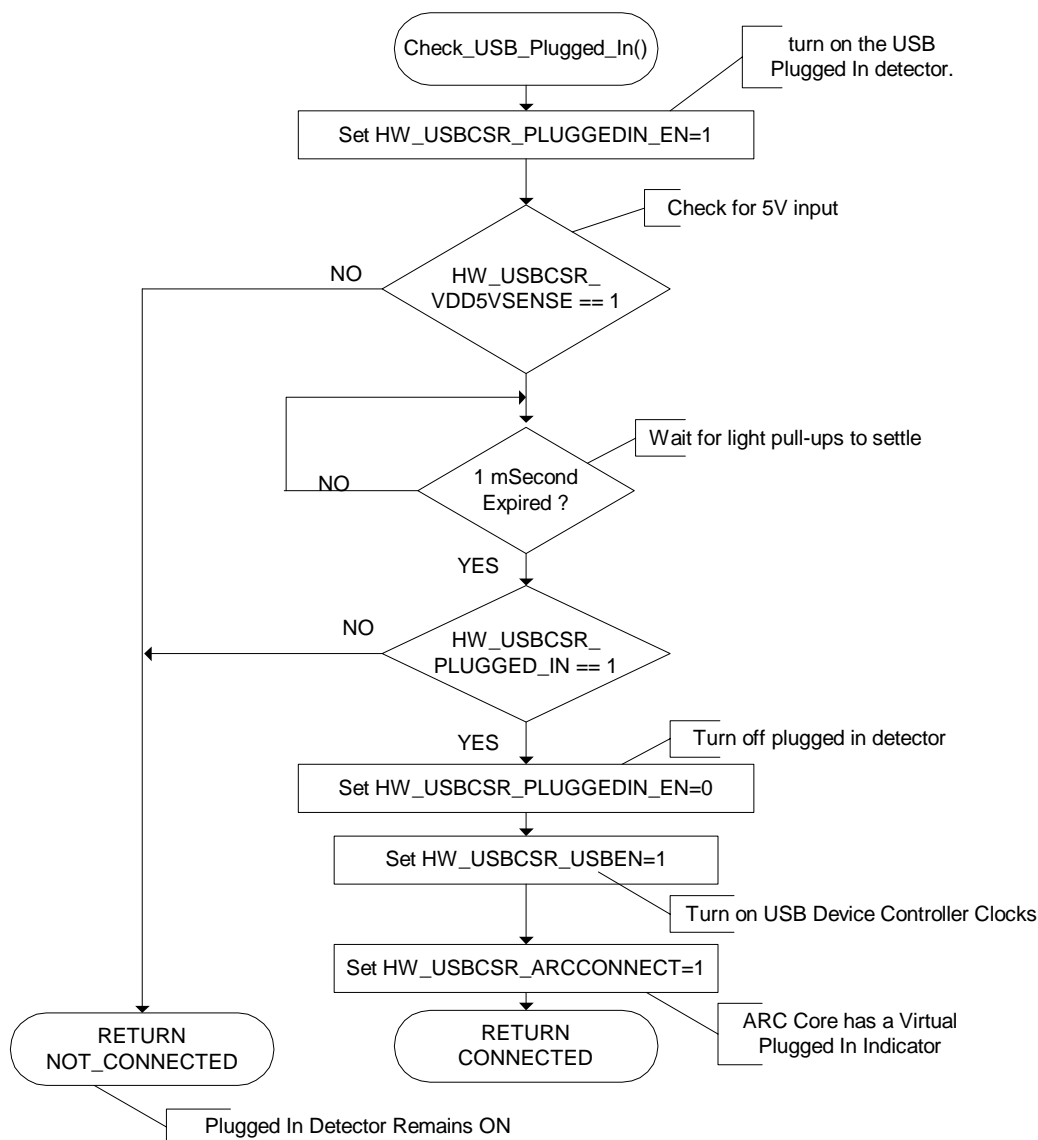 Check_USB_Plugged_In()
turn on the USB
Plugged In detector.
Set HW_USBCSR_PLUGGEDIN_EN=1
Check for 5V input
NO
HW_USBCSR_
VDD5VSENSE == 1
Wait for light pull-ups to settle
1 mSecond
Expired ?
NO
YES
NO
HW_USBCSR_
PLUGGED_IN == 1
YES
Turn off plugged in detector
Set HW_USBCSR_PLUGGEDIN_EN=0
Set HW_USBCSR_USBEN=1
Turn on USB Device Controller Clocks
Set HW_USBCSR_ARCCONNECT=1
RETURN
NOT_CONNECTED
RETURN
CONNECTED
ARC Core has a Virtual
Plugged In Indicator
Plugged In Detector Remains ON